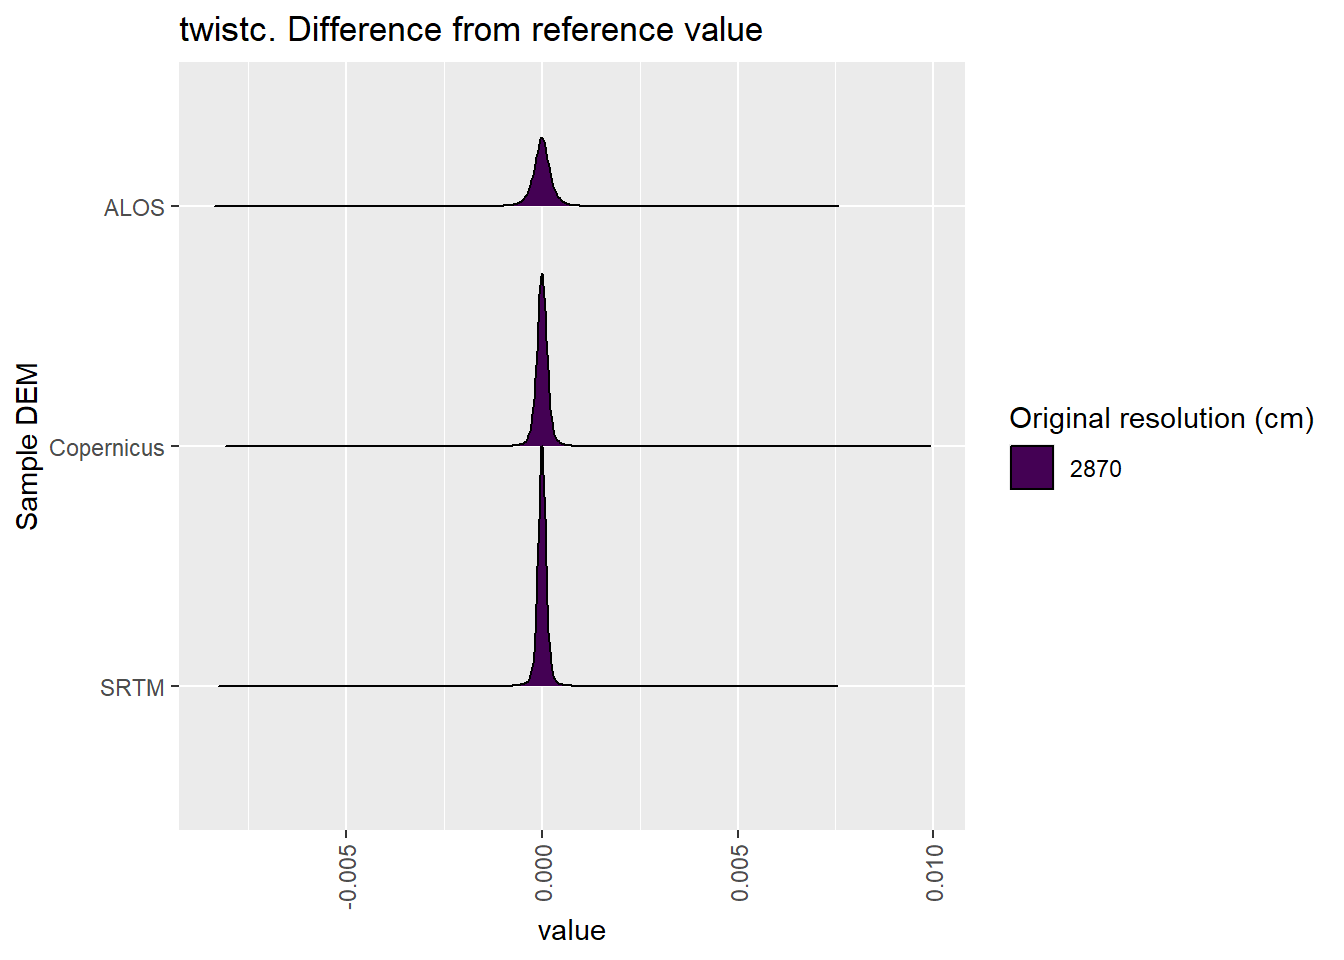 twistc. Difference from reference value
Sample DEM
ALOS
Copernicus
SRTM
-0.005
0.000
0.005
0.010
value
Original resolution (cm)
2870